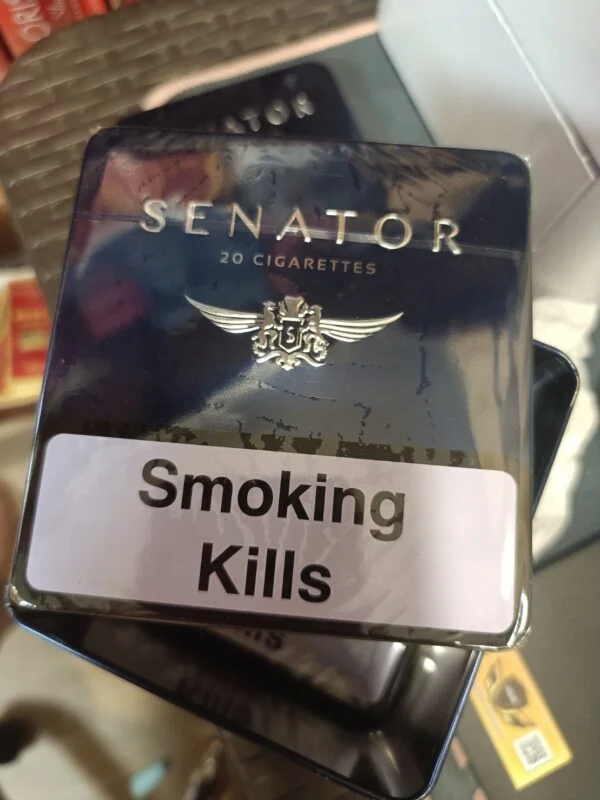 SENATOR
20 CIGARETTES
S
Smoking
Kills